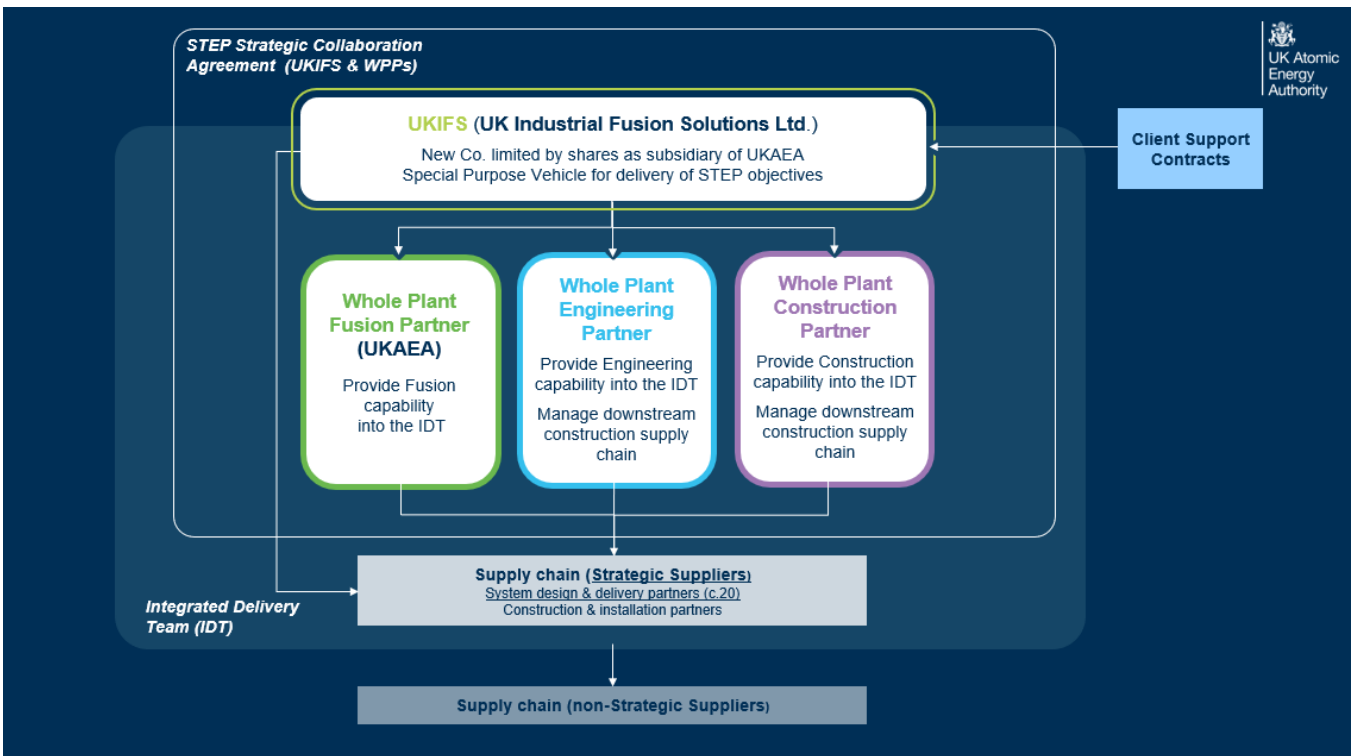 STEP Strategic Collaboration
Agreement (UKIFS & WPPs)
UK Atomic
Energy
Authority
UKIFS (UK Industrial Fusion Solutions Ltd.)
New Co. limited by shares as subsidiary of UKAEA
Special Purpose Vehicle for delivery of STEP objectives
Client Support
Contracts
Whole Plant
Fusion Partner
(UKAEA)
Provide Fusion
capability
into the IDT
Whole Plant
Engineering
Partner
Provide Engineering
capability into the IDT
Manage downstream
construction supply
chain
Whole Plant
Construction
Partner
Provide Construction
capability into the IDT
Manage downstream
construction supply
chain
Supply chain (Strategic Suppliers)
System design & delivery partners (c.20)
Construction & installation partners
Integrated Delivery
Team (IDT)
Supply chain (non-Strategic Suppliers)